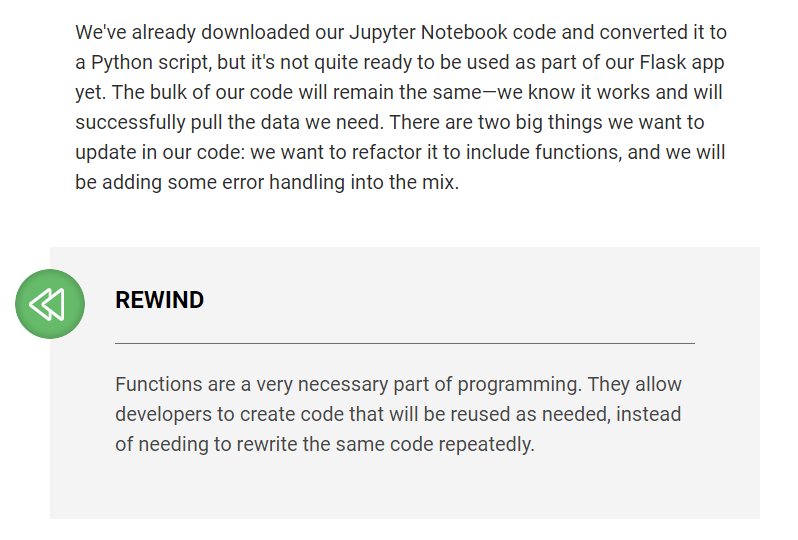 We've already downloaded our Jupyter Notebook code and converted it to
a Python script, but it's not quite ready to be used as part of our Flask app
yet. The bulk of our code will remain the same—we know it works and will
successfully pull the data we need. There are two big things we want to
update in our code: we want to refactor it to include functions, and we will
be adding some error handling into the mix.
REWIND
Functions are a very necessary part of programming. They allow
developers to create code that will be reused as needed, instead
of needing to rewrite the same code repeatedly.